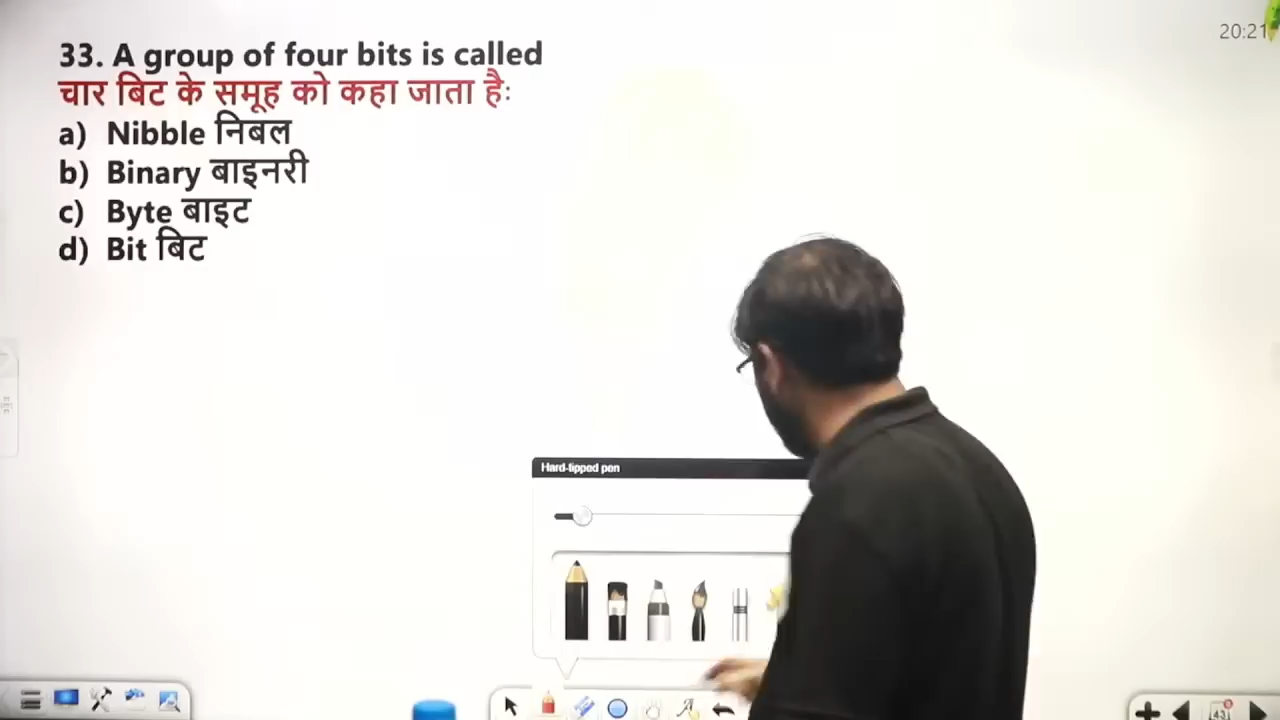 20:21
33. A group of four bits is called
चार बिट के समूह को कहा जाता हैः
a) Nibble निबल
b) Binary बाइनरी
c) Byte बाइट
d) Bit बिट
Hard-tipped pen
43